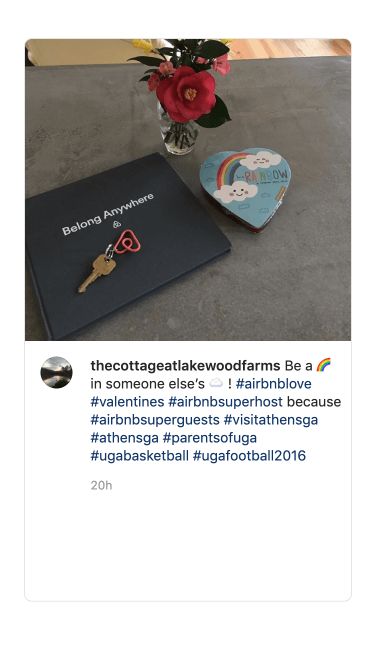 Belong Anywhere
RAINBOW
thecottageatlakewoodfarms Be a 🌈
in someone else's ☁️ ! #airbnblove
#valentines #airbnbsuperhost because
#airbnbsuperguests #visitathensga
#athensga #parentsofuga
#ugabasketball #ugafootball2016
20h